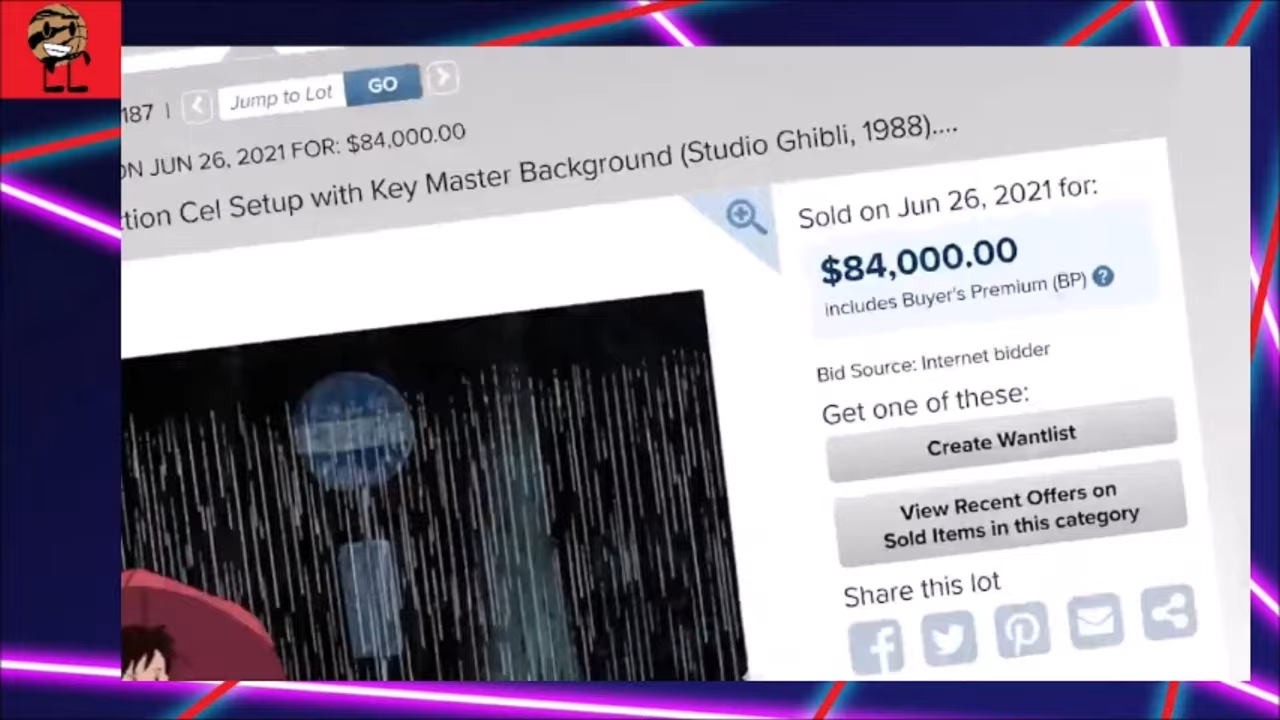 187 |
Jump to Lot
GO
ON JUN 26, 2021 FOR: $84,000.00
tion Cel Setup with Key Master Background (Studio Ghibli, 1988)....
Sold on Jun 26, 2021 for:
$84,000.00
includes Buyer's Premium (BP) ?
Bid Source: Internet bidder
Get one of these:
Create Wantlist
View Recent Offers on
Sold Items in this category
Share this lot